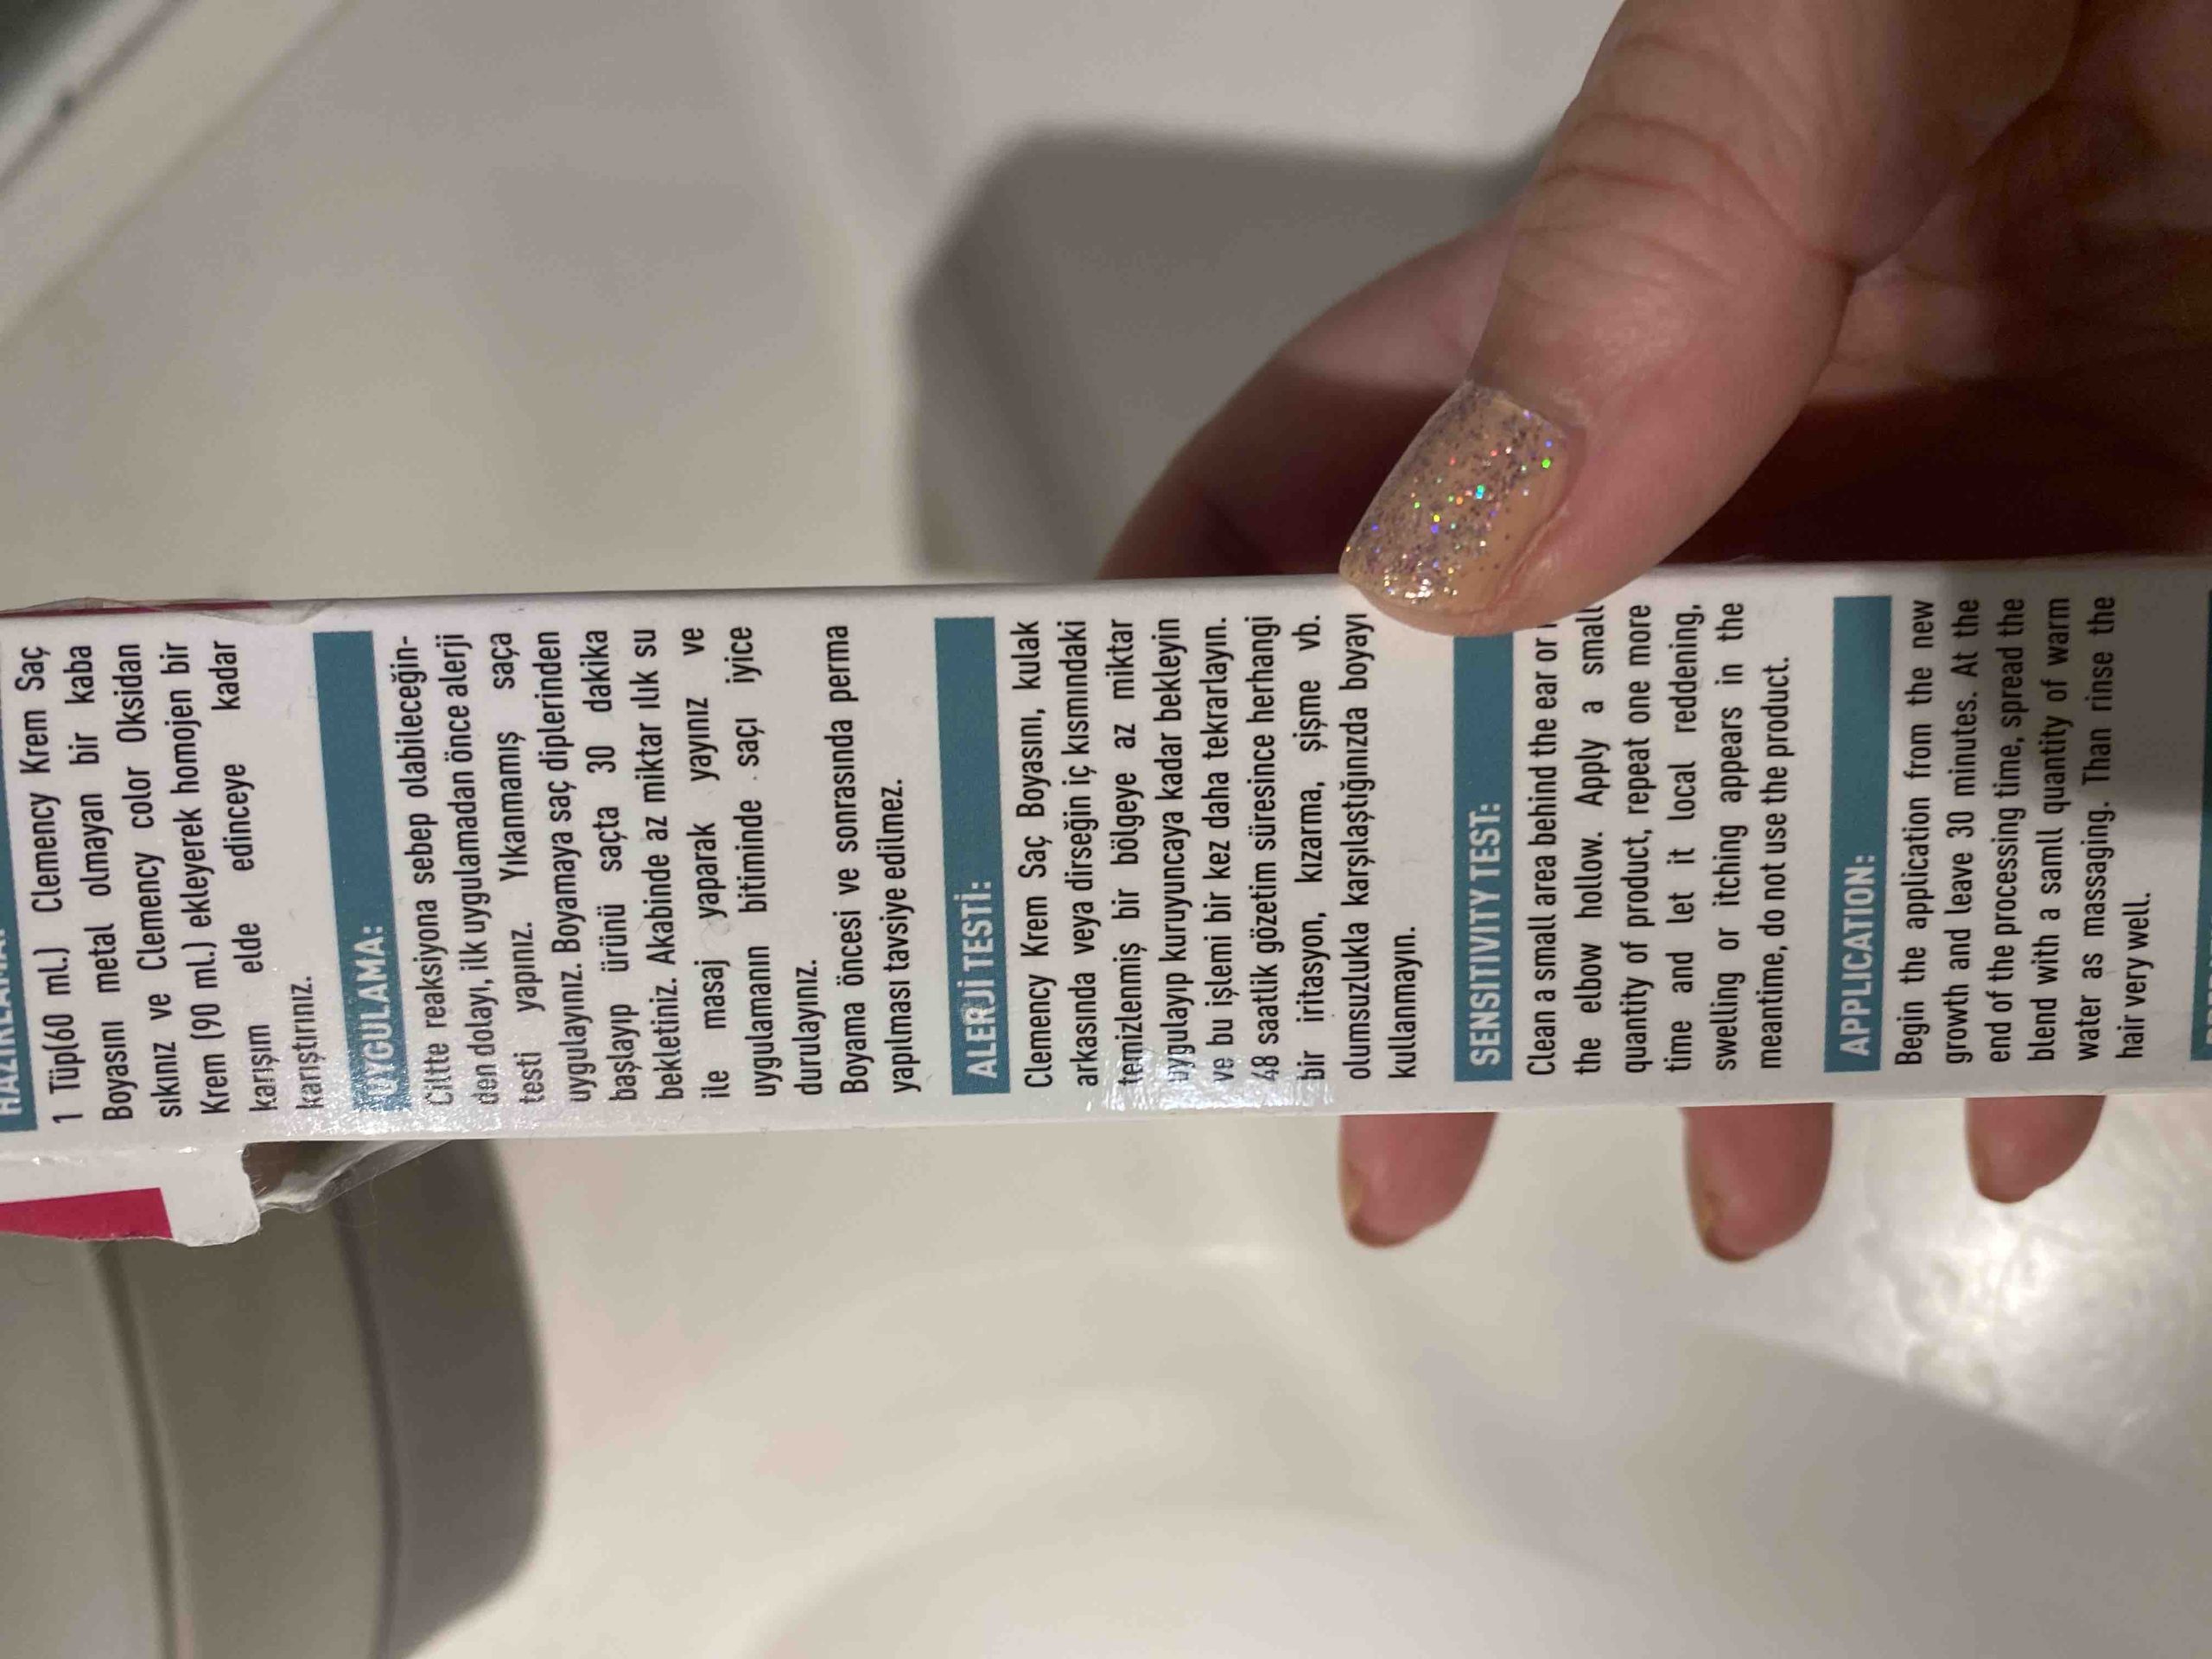 HAZIRLAMA:
1 Tüp(60 ml.) Clemency Krem Saç
Boyasını metal olmayan bir kaba
sıkınız ve Clemency color Oksidan
Krem (90 ml.) ekleyerek homojen bir
karışım elde edinceye kadar
karıştırınız.
UYGULAMA:
Ciltte reaksiyona sebep olabileceğin-
den dolayı, ilk uygulamadan önce alerji
testi yapınız. Yıkanmamış saça
uygulayınız. Boyamaya saç diplerinden
başlayıp ürünü saçta 30 dakika
bekletiniz. Akabinde az miktar ılık su
ile masaj yaparak yayınız ve
uygulamanın bitiminde saçı iyice
durulayınız.
Boyama öncesi ve sonrasında perma
yapılması tavsiye edilmez.
ALERJİ TESTİ:
Clemency Krem Saç Boyasını, kulak
arkasında veya dirseğin iç kısmındaki
temizlenmiş bir bölgeye az miktar
uygulayıp kuruyuncaya kadar bekleyin
ve bu işlemi bir kez daha tekrarlayın.
48 saatlik gözetim süresince herhangi
bir iritasyon, kızarma, şişme vb.
olumsuzlukla karşılaştığınızda boyayı
kullanmayın.
SENSITIVITY TEST:
Clean a small area behind the ear or
the elbow hollow. Apply a small
quantity of product, repeat one more
time and let it local reddening,
swelling or itching appears in the
meantime, do not use the product.
APPLICATION:
Begin the application from the new
growth and leave 30 minutes. At the
end of the processing time, spread the
blend with a samll quantity of warm
water as massaging. Than rinse the
hair very well.